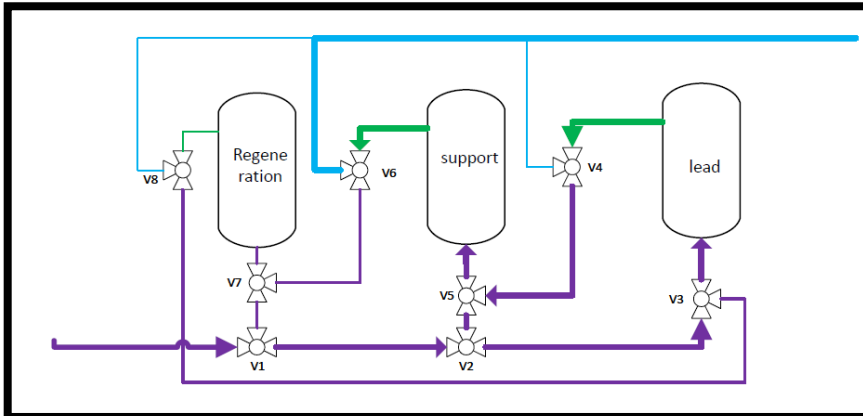 Regene
ration
support
lead
V8
V6
V4
V7
V5
V3
V1
V2